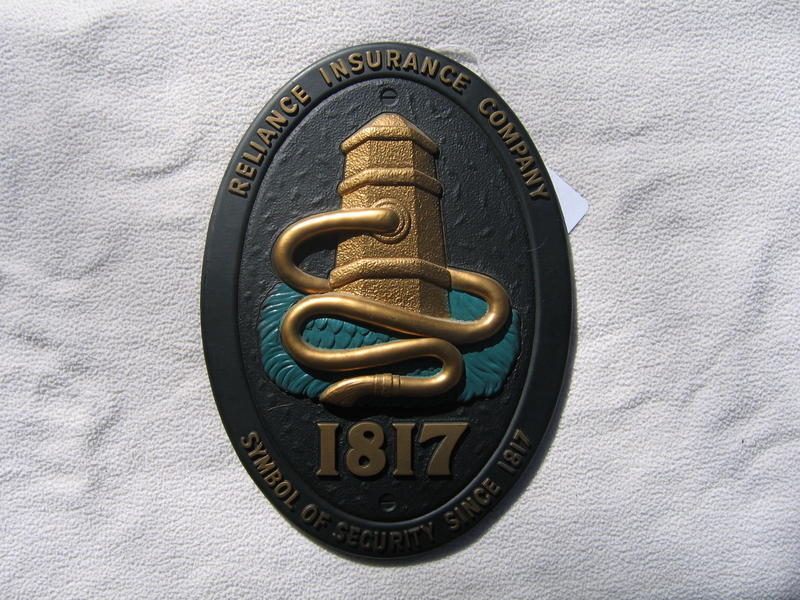 RELIANCE INSURANCE COMPANY
1817
SYMBOL OF SECURITY SINCE 1817